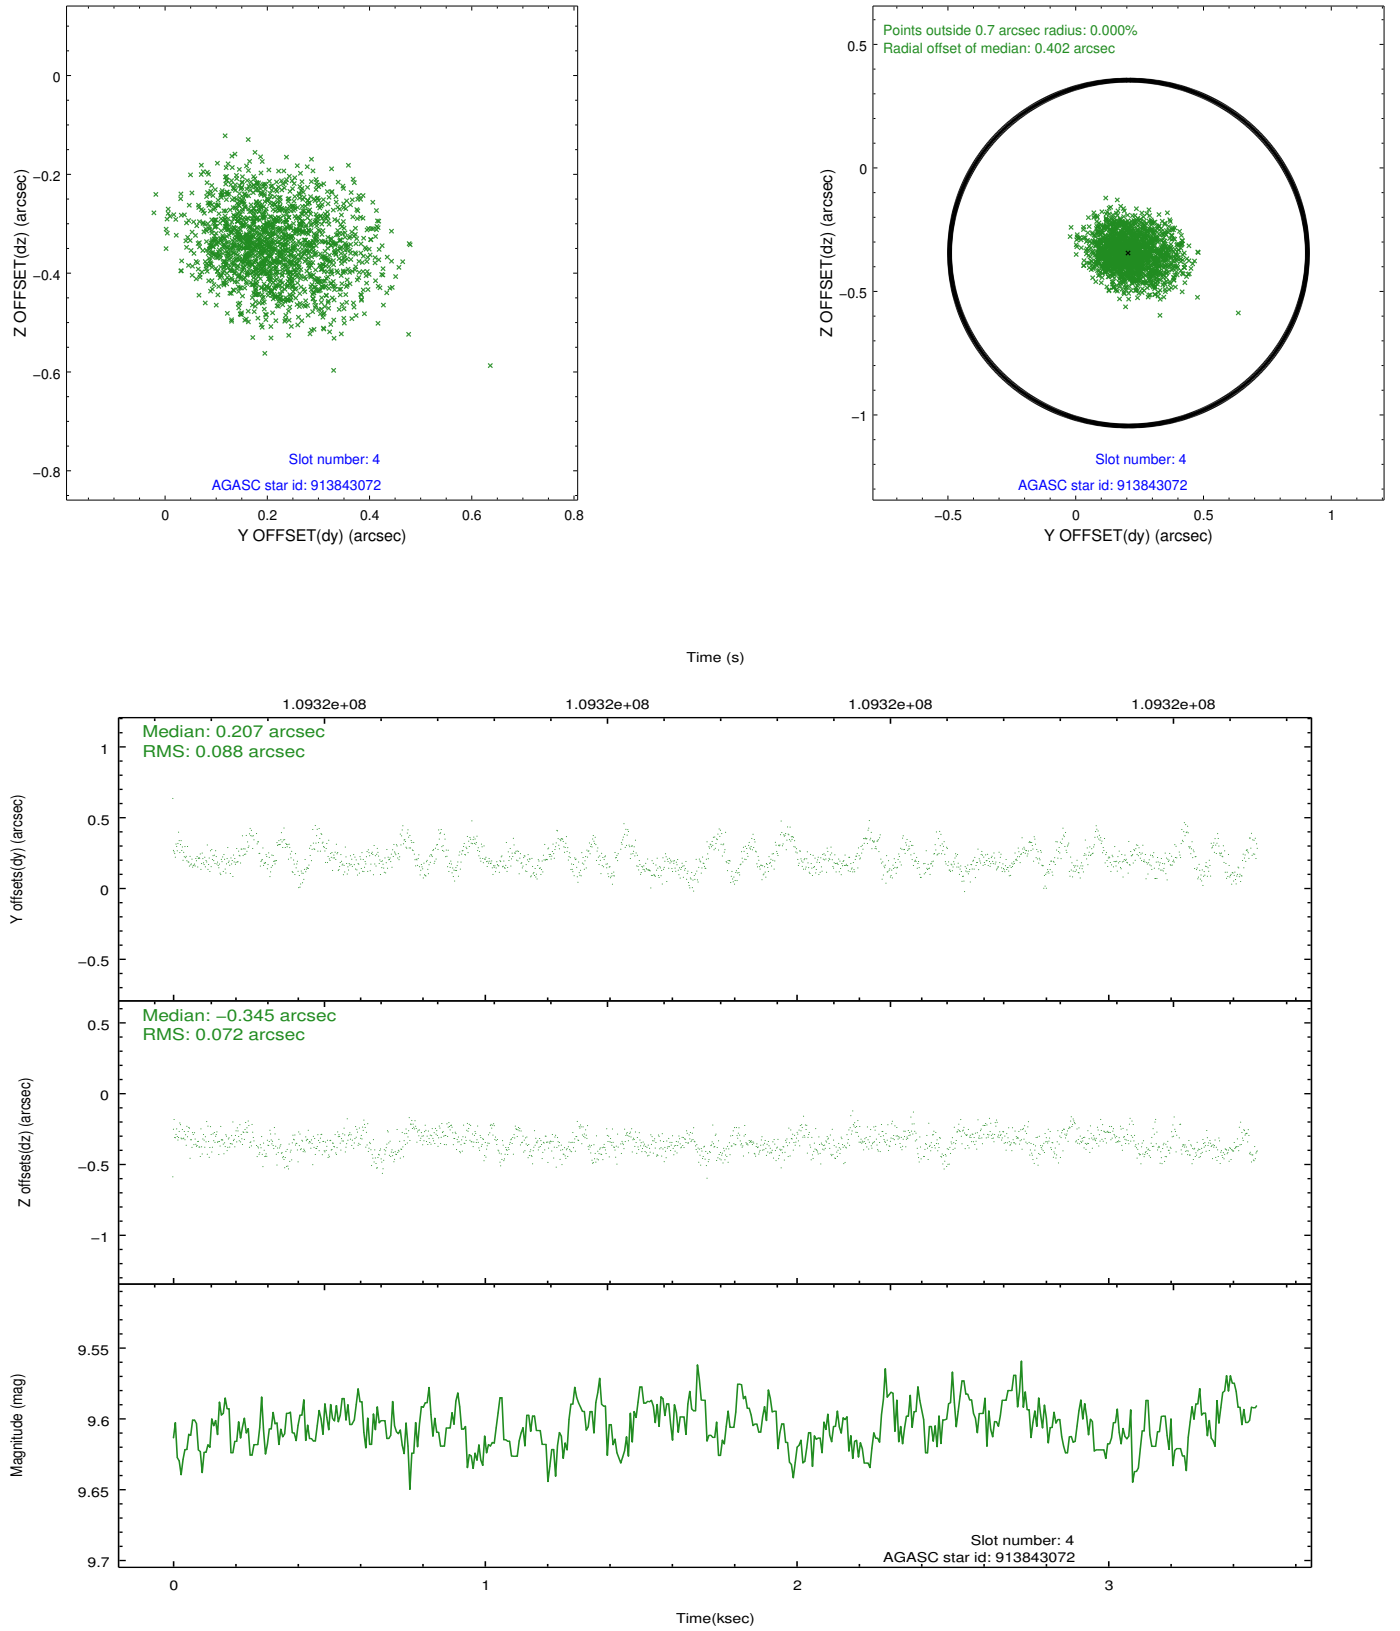 0
−0.2
−0.4
−0.6
−0.8
Z OFFSET(dz) (arcsec)
Slot number: 4
AGASC star id: 913843072
0 0.2 0.4 0.6 0.8
Y OFFSET(dy) (arcsec)
Points outside 0.7 arcsec radius: 0.000%
Radial offset of median: 0.402 arcsec
0.5
0
−0.5
−1
Z OFFSET(dz) (arcsec)
Slot number: 4
AGASC star id: 913843072
−0.5 0 0.5 1
Y OFFSET(dy) (arcsec)
Time (s)
1.0932e+08 1.0932e+08 1.0932e+08 1.0932e+08
Median: 0.207 arcsec
RMS: 0.088 arcsec
1
0.5
0
−0.5
Y offsets(dy) (arcsec)
Median: −0.345 arcsec
RMS: 0.072 arcsec
0.5
0
−0.5
−1
Z offsets(dz) (arcsec)
9.55
9.6
9.65
9.7
Magnitude (mag)
Slot number: 4
AGASC star id: 913843072
0 1 2 3
Time(ksec)